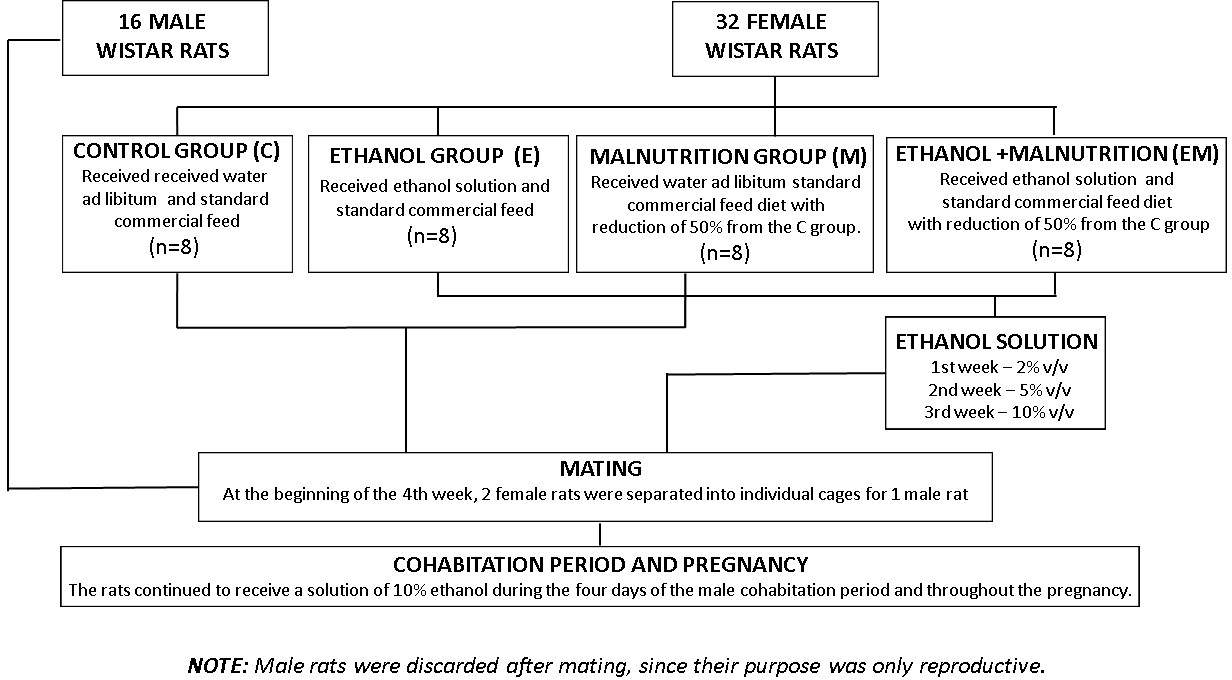 16 MALE
WISTAR RATS
32 FEMALE
WISTAR RATS
CONTROL GROUP (C)
Received received water
ad libitum and standard
commercial feed
(n=8)
ETHANOL GROUP (E)
Received ethanol solution and
standard commercial feed
(n=8)
MALNUTRITION GROUP (M)
Received water ad libitum standard
commercial feed diet with
reduction of 50% from the C group.
(n=8)
ETHANOL +MALNUTRITION (EM)
Received ethanol solution and
standard commercial feed diet
with reduction of 50% from the C group
(n=8)
ETHANOL SOLUTION
1st week – 2% v/v
2nd week – 5% v/v
3rd week – 10% v/v
MATING
At the beginning of the 4th week, 2 female rats were separated into individual cages for 1 male rat
COHABITATION PERIOD AND PREGNANCY
The rats continued to receive a solution of 10% ethanol during the four days of the male cohabitation period and throughout the pregnancy.
NOTE: Male rats were discarded after mating, since their purpose was only reproductive.